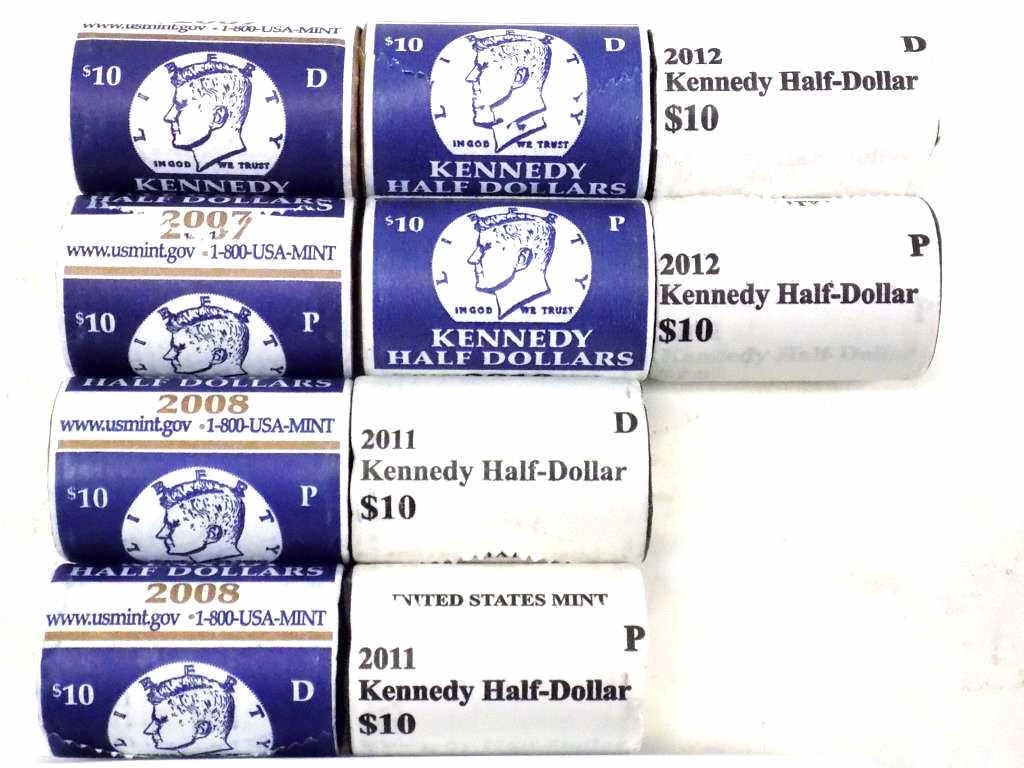 www.usmint.gov • 1-800-USA-MINT
$10
D
LIBERTY
IN GOD WE TRUST
KENNEDY
$10
D
LIBERTY
IN GOD WE TRUST
KENNEDY
HALF DOLLARS
2012
D
Kennedy Half-Dollar
$10
HALF DOLLARS
2007
www.usmint.gov • 1-800-USA-MINT
$10
P
LIBERTY
$10
P
LIBERTY
IN GOD WE TRUST
KENNEDY
HALF DOLLARS
2012
P
Kennedy Half-Dollar
$10
HALF DOLLARS
2008
www.usmint.gov • 1-800-USA-MINT
$10
P
LIBERTY
2011
D
Kennedy Half-Dollar
$10
HALF DOLLARS
2008
www.usmint.gov • 1-800-USA-MINT
$10
D
LIBERTY
UNITED STATES MINT
P
2011
Kennedy Half-Dollar
$10